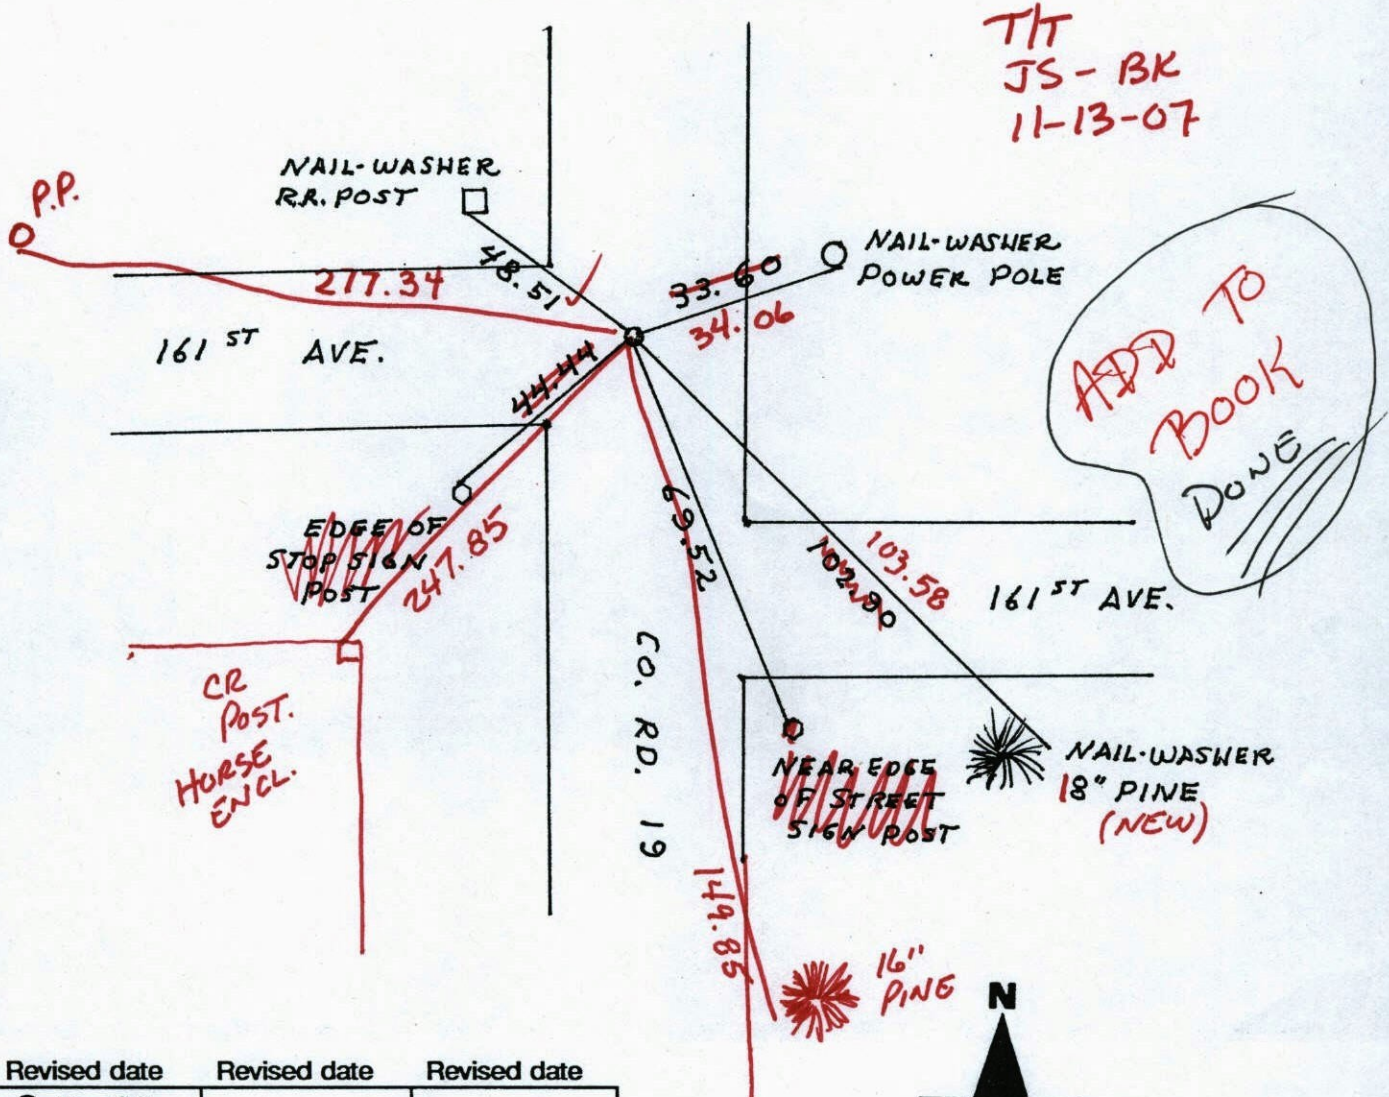 T/T
JS - BK
11-13-07
NAIL-WASHER
R.R. POST
P.P.
48.51
277.34
33.60
34.06
NAIL-WASHER
POWER POLE
161 ST AVE.
44.44
ADD TO
BOOK
DONE
EDGE OF
STOP SIGN
POST
247.85
69.52
102.90
103.58
161 ST AVE.
CO. RD. 19
CR
POST.
HORSE
ENCL.
NEAR EDGE
OF STREET
SIGN POST
NAIL-WASHER
18" PINE
(NEW)
149.85
16"
PINE
N
Revised date Revised date Revised date